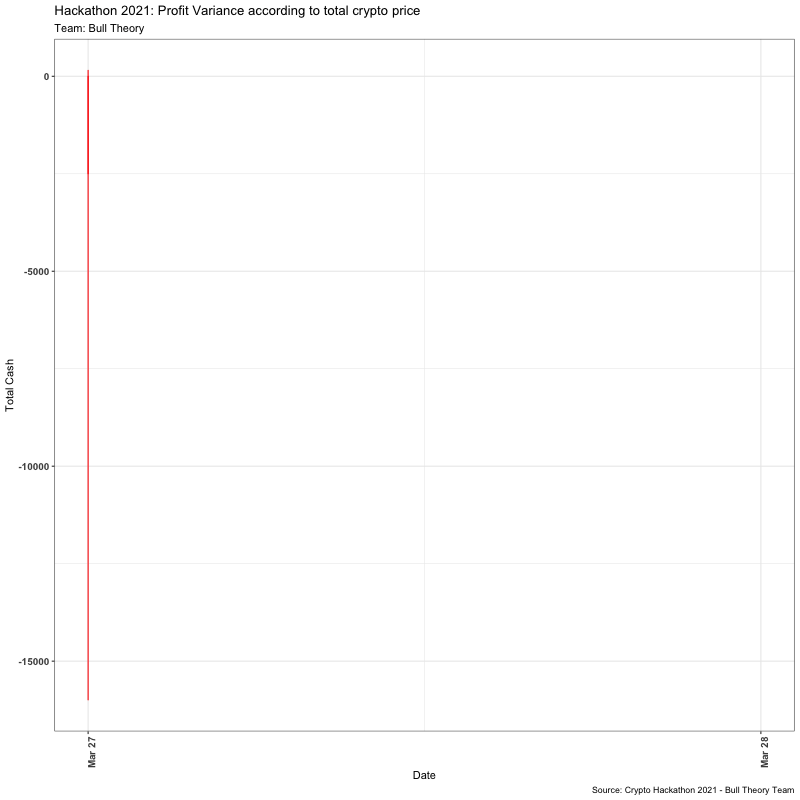 Hackathon 2021: Profit Variance according to total crypto price
Team: Bull Theory
0
-5000
-10000
-15000
Total Cash
Mar 27
Mar 28
Date
Source: Crypto Hackathon 2021 - Bull Theory Team